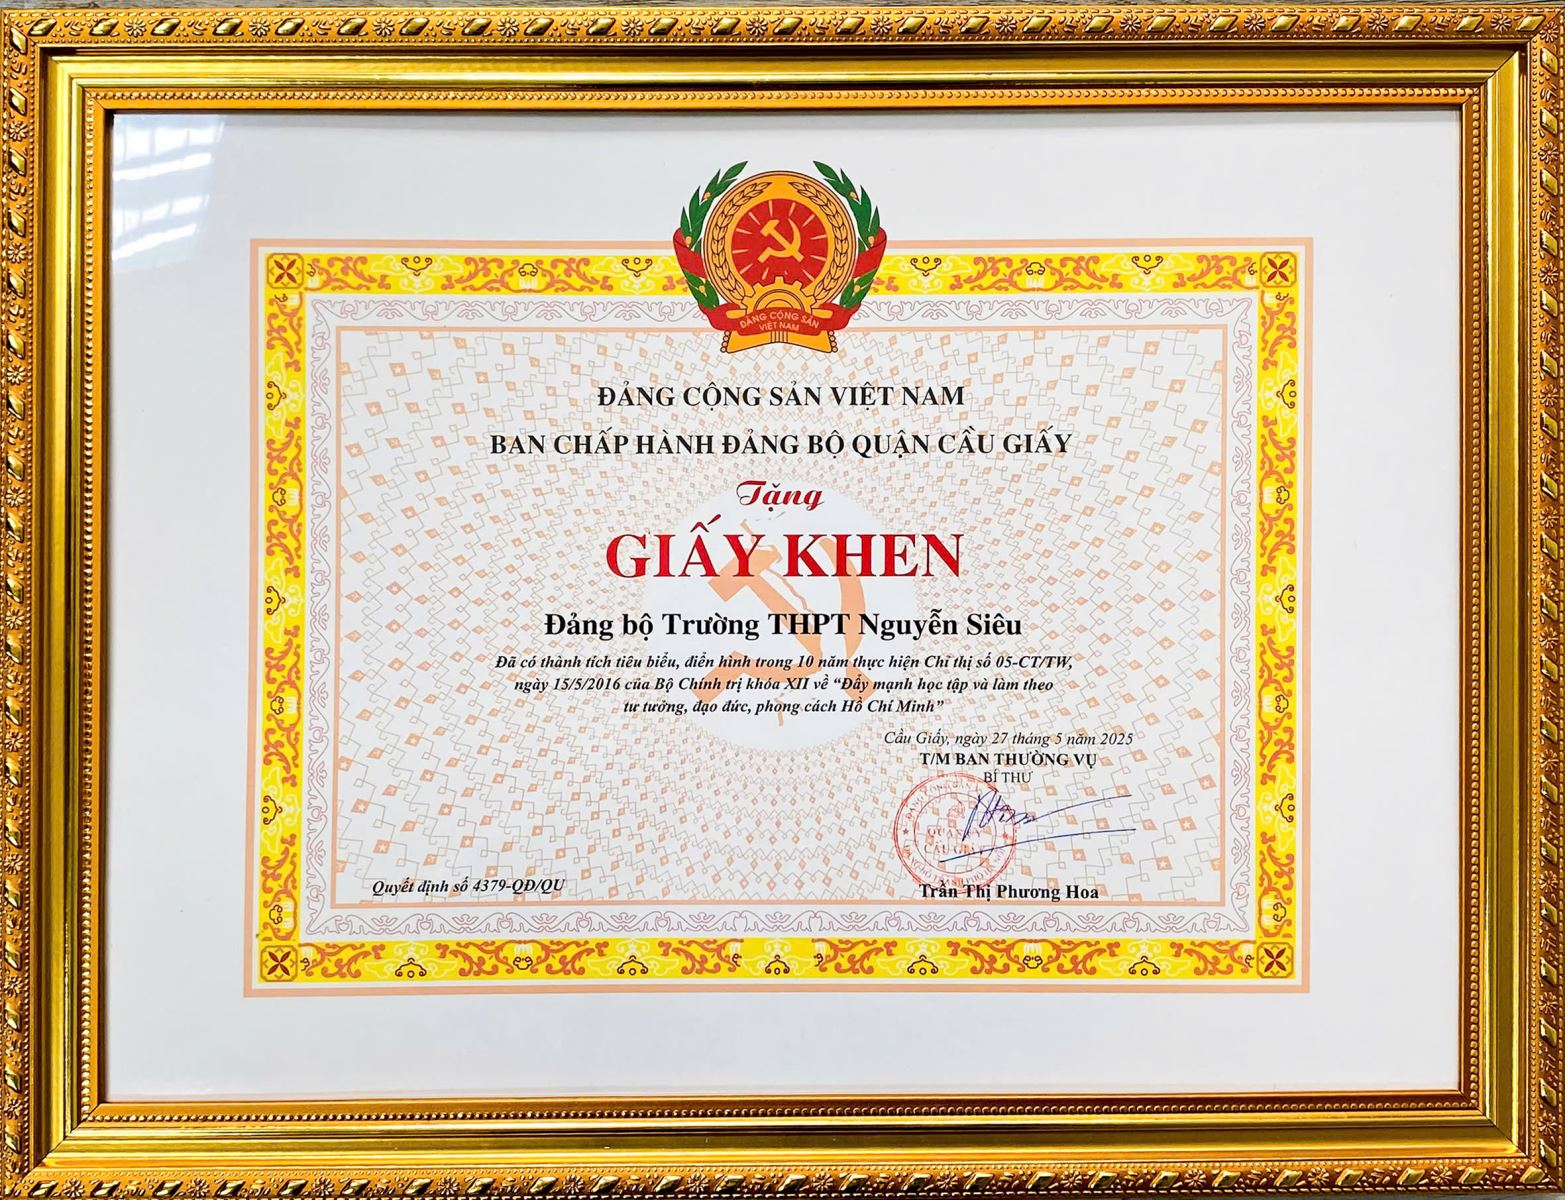 ĐẢNG CỘNG SẢN
VIỆT NAM
ĐẢNG CỘNG SẢN VIỆT NAM
BAN CHẤP HÀNH ĐẢNG BỘ QUẬN CẦU GIẤY
Tặng
GIẤY KHEN
Đảng bộ Trường THPT Nguyễn Siêu
Đã có thành tích tiêu biểu, điển hình trong 10 năm thực hiện Chỉ thị số 05-CT/TW,
ngày 15/5/2016 của Bộ Chính trị khóa XII về “Đẩy mạnh học tập và làm theo
tư tưởng, đạo đức, phong cách Hồ Chí Minh”
Cầu Giấy, ngày 27 tháng 5 năm 2025
T/M BAN THƯỜNG VỤ
BÍ THƯ
CẦU GIẤY
Quyết định số 4379-QĐ/QU
Trần Thị Phương Hoa